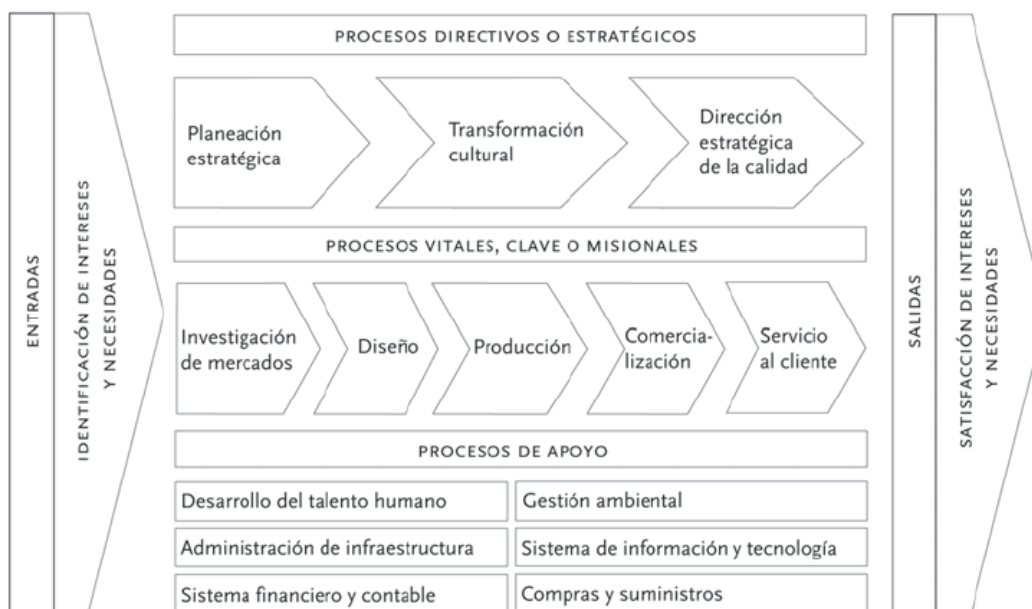 ENTRADAS
IDENTIFICACIÓN DE INTERESES
Y NECESIDADES
PROCESOS DIRECTIVOS O ESTRATÉGICOS
Planeación
estratégica
Transformación
cultural
Dirección
estratégica
de la calidad
PROCESOS VITALES, CLAVE O MISIONALES
Investigación
de mercados
Diseño
Producción
Comercia-
lización
Servicio
al cliente
PROCESOS DE APOYO
Desarrollo del talento humano
Gestión ambiental
Administración de infraestructura
Sistema de información y tecnología
Sistema financiero y contable
Compras y suministros
SALIDAS
SATISFACCIÓN DE INTERESES
Y NECESIDADES